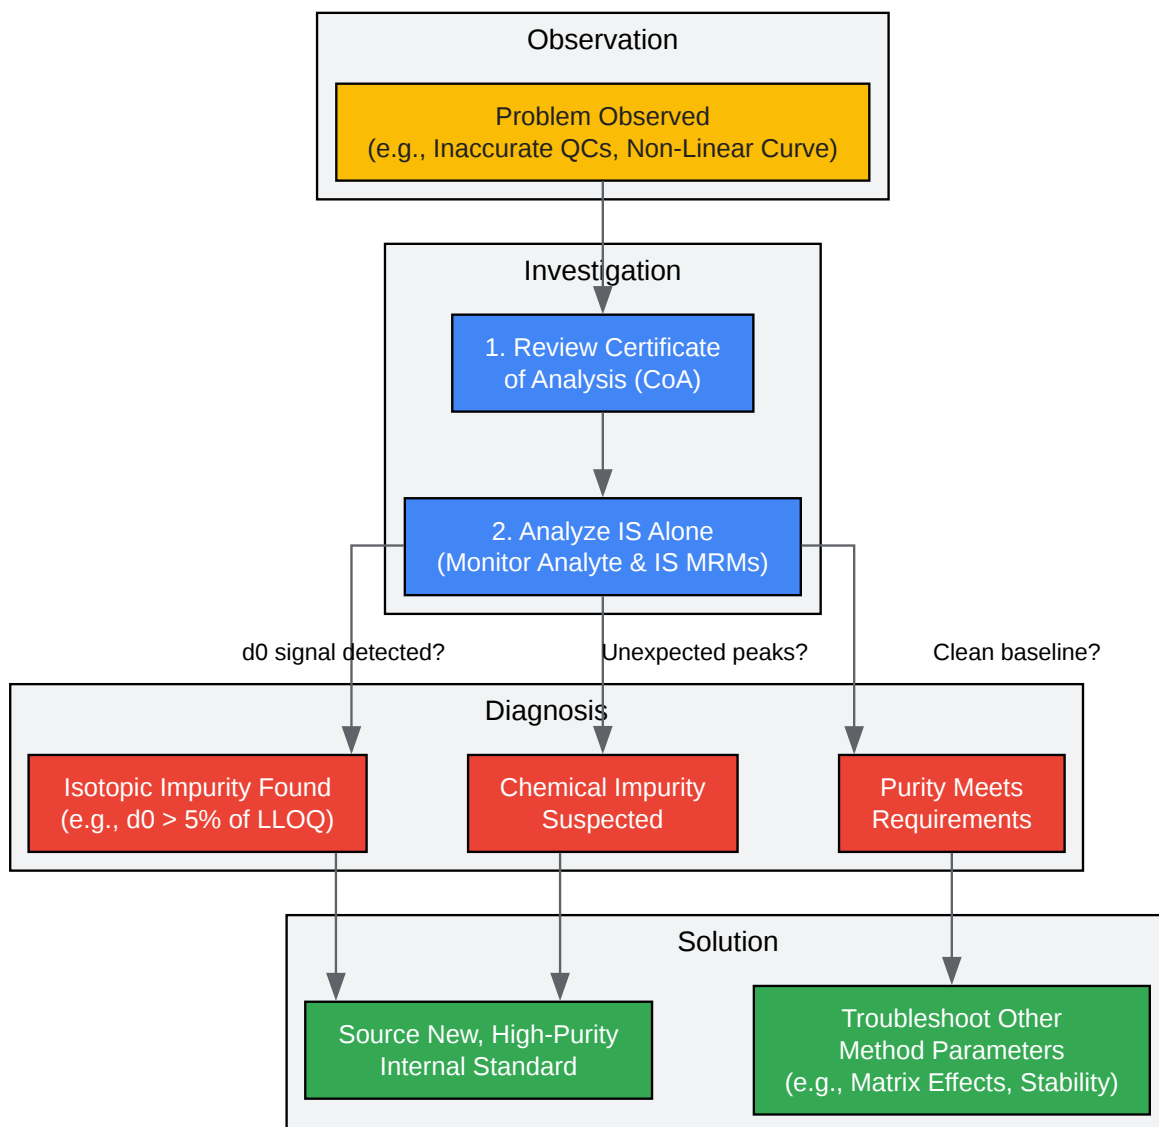 Observation
Problem Observed
(e.g., Inaccurate QCs, Non-Linear Curve)
Investigation
1. Review Certificate
of Analysis (CoA)
2. Analyze IS Alone
(Monitor Analyte & IS MRMs)
d0 signal detected?
Unexpected peaks?
Clean baseline?
Diagnosis
Isotopic Impurity Found
(e.g., d0 > 5% of LLOQ)
Chemical Impurity
Suspected
Purity Meets
Requirements
Solution
Source New, High-Purity
Internal Standard
Troubleshoot Other
Method Parameters
(e.g., Matrix Effects, Stability)